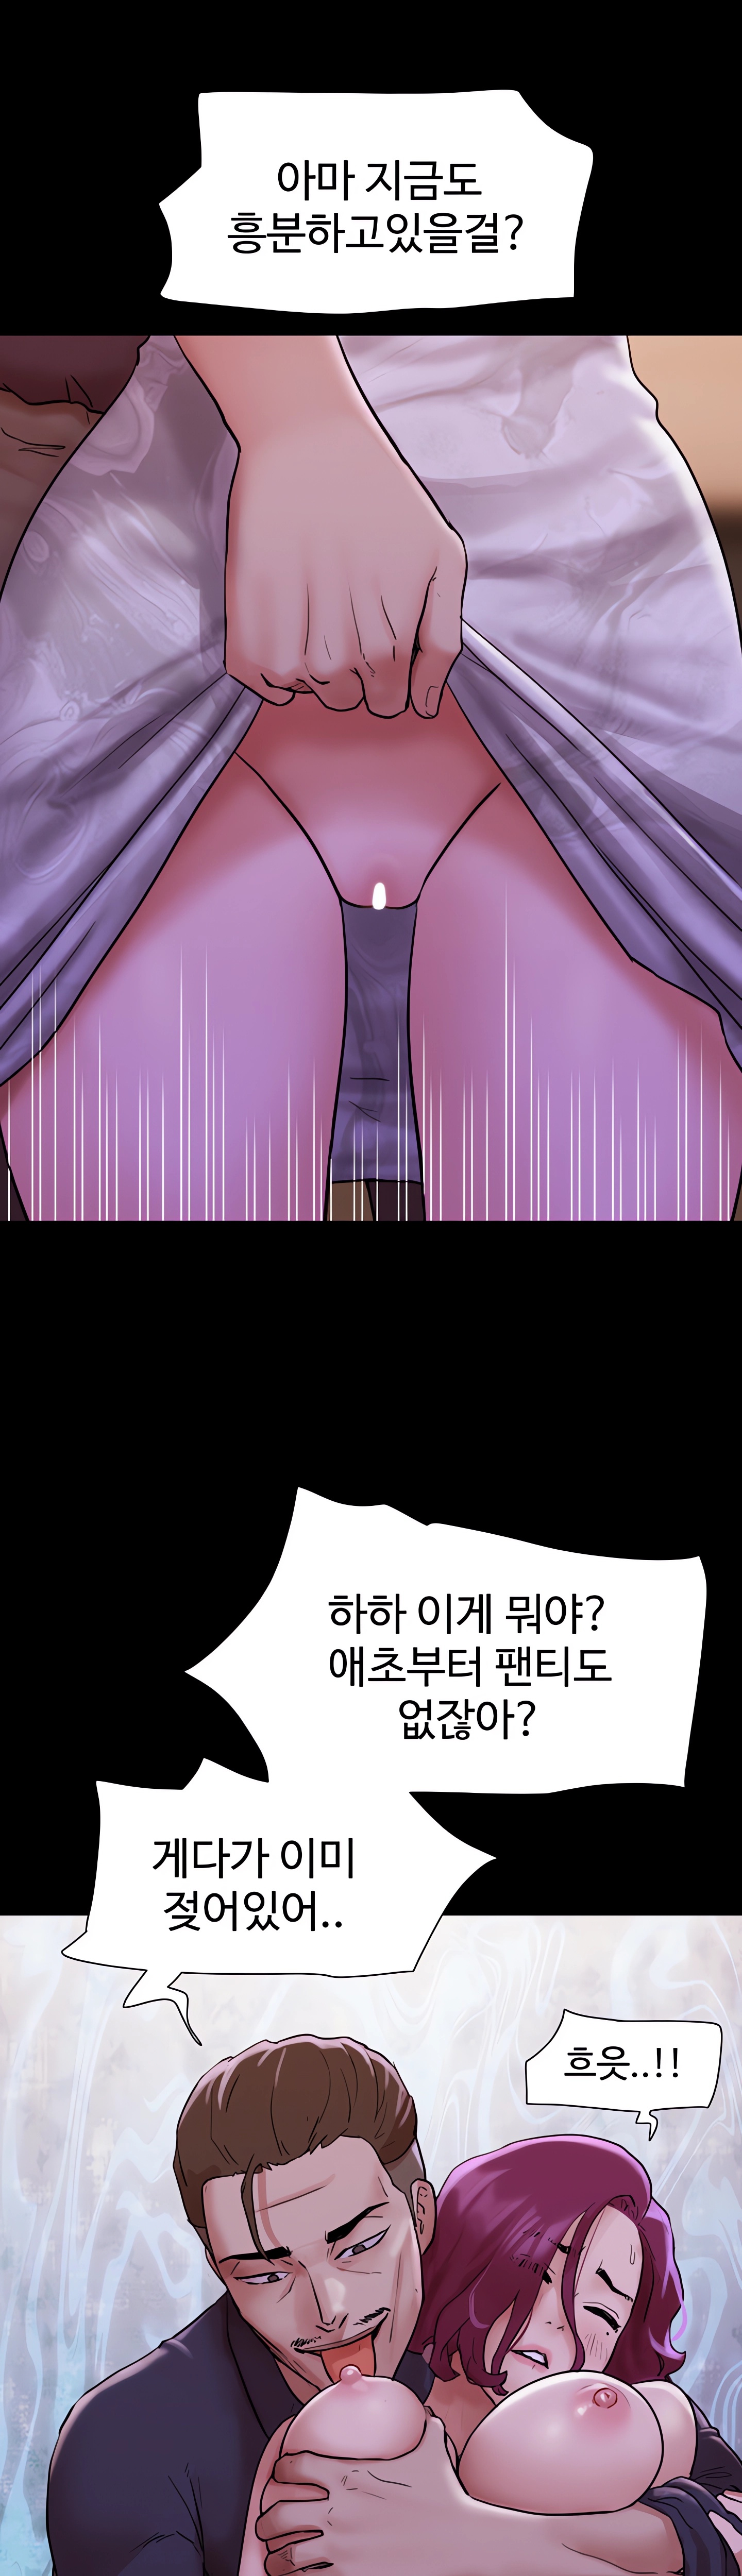 아마 지금도
흥분하고있을걸?
하하 이게 뭐야?
애초부터 팬티도
없잖아?
게다가 이미
젖어있어..
흐읏..!!